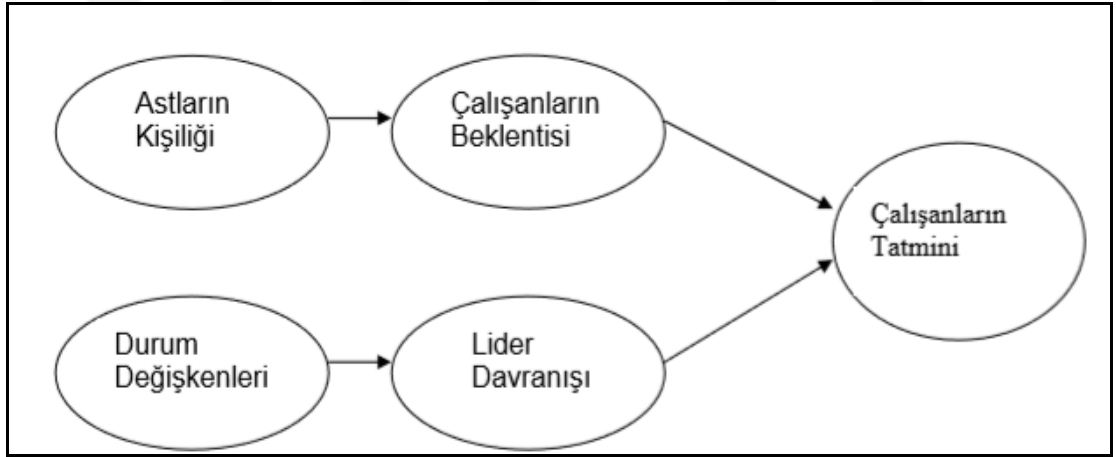 Astların
Kişiliği
Çalışanların
Beklentisi
Çalışanların
Tatmini
Durum
Değişkenleri
Lider
Davranışı